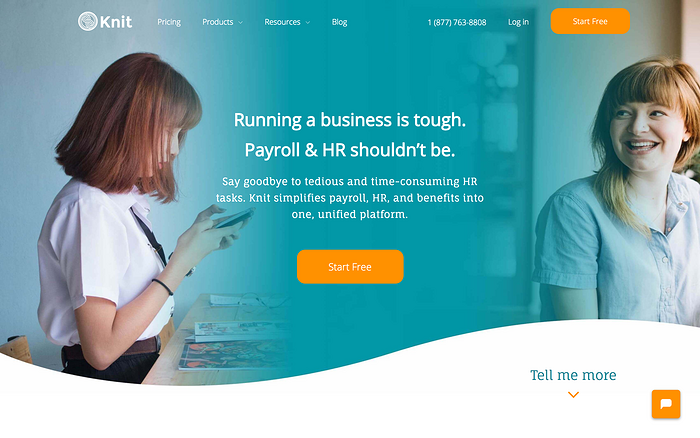 Knit
Pricing
Products
Resources
Blog
1 (877) 763-8808
Log in
Start Free
Running a business is tough.
Payroll & HR shouldn't be.
Say goodbye to tedious and time-consuming HR
tasks. Knit simplifies payroll, HR, and benefits into
one, unified platform.
Start Free
Tell me more